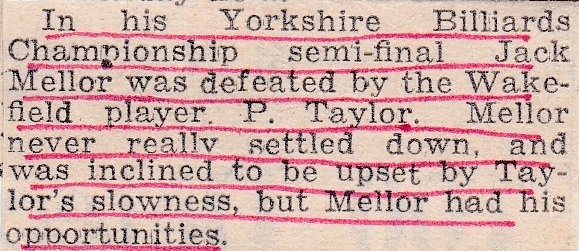 In his Yorkshire Billiards
Championship semi-final Jack
Mellor was defeated by the Wake-
field player. P. Taylor. Mellor
never really settled down, and
was inclined to be upset by Tay-
lor's slowness, but Mellor had his
opportunities.